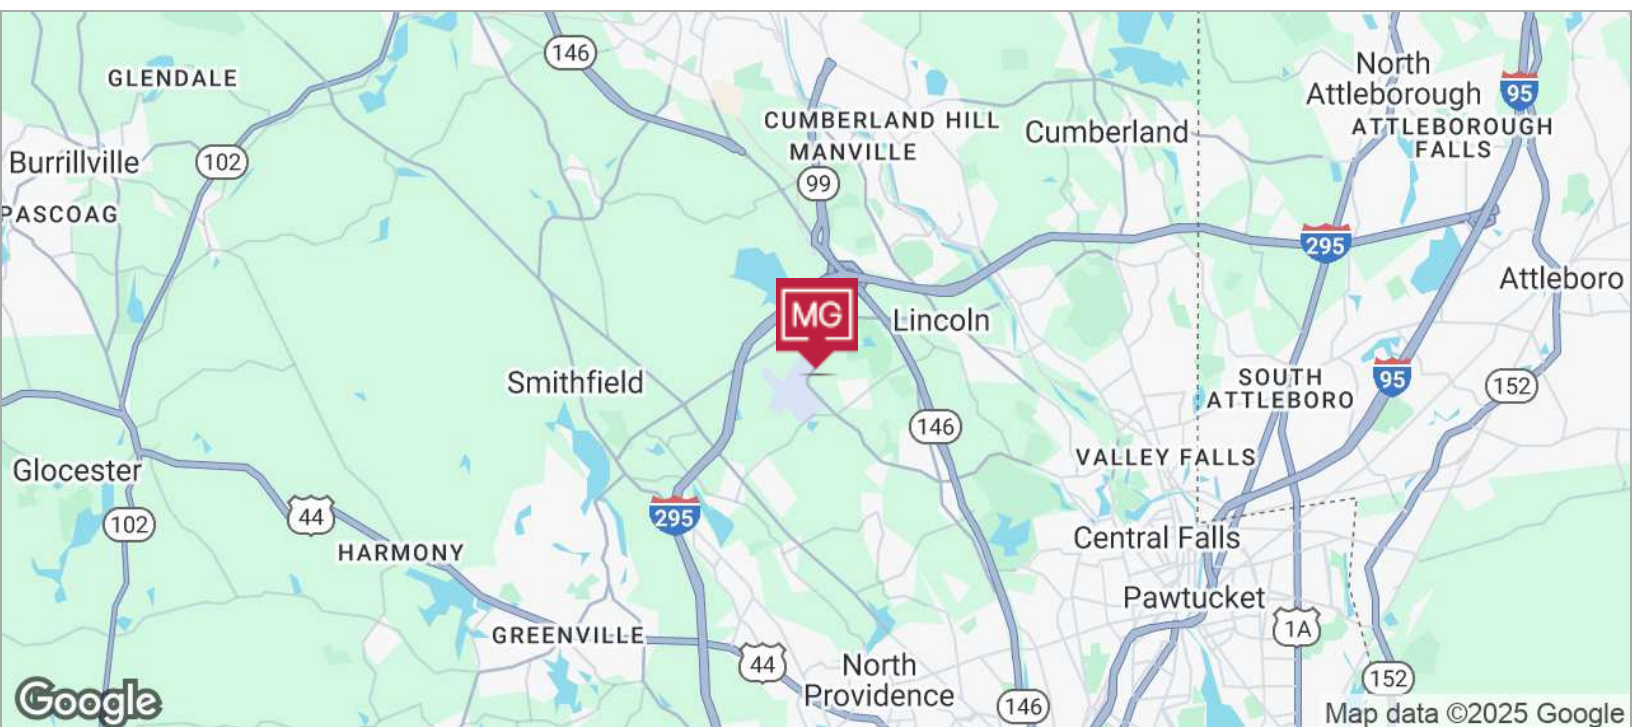 146
North
Attleborough
95
GLENDALE
CUMBERLAND HILL
Cumberland
ATTLEBOROUGH
FALLS
MANVILLE
Burrillville
102
99
PASCOAG
295
Attleboro
MG
Lincoln
Smithfield
SOUTH
ATTLEBORO
95
152
146
VALLEY FALLS
Glocester
44
295
102
Central Falls
HARMONY
Pawtucket
1A
GREENVILLE
44
North
Providence
152
146
Google
Map data ©2025 Google